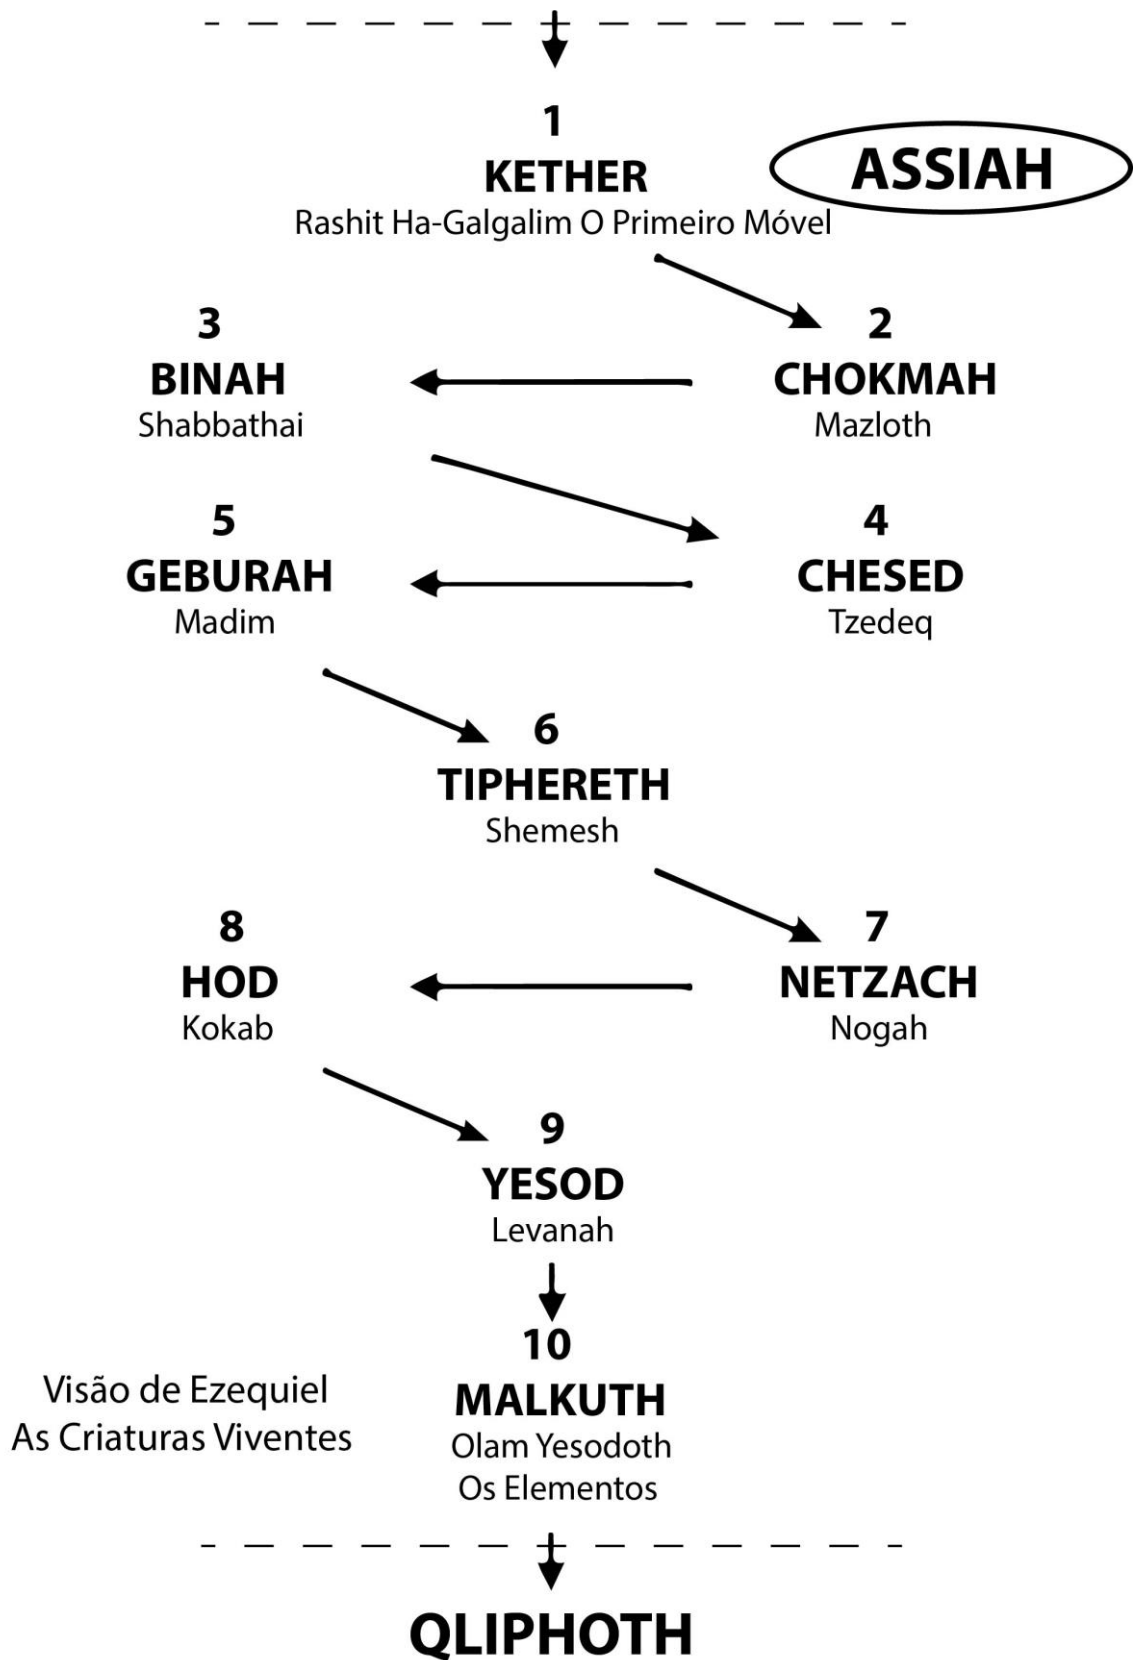 1
KETHER
Rashit Ha-Galgalim O Primeiro Móvel
ASSIAH
3
BINAH
Shabbathai
2
CHOKMAH
Mazloth
5
GEBURAH
Madim
4
CHESED
Tzedeq
6
TIPHERETH
Shemesh
8
HOD
Kokab
7
NETZACH
Nogah
9
YESOD
Levanah
10
MALKUTH
Olam Yesodoth
Os Elementos
Visão de Ezequiel
As Criaturas Viventes
QLIPHOTH